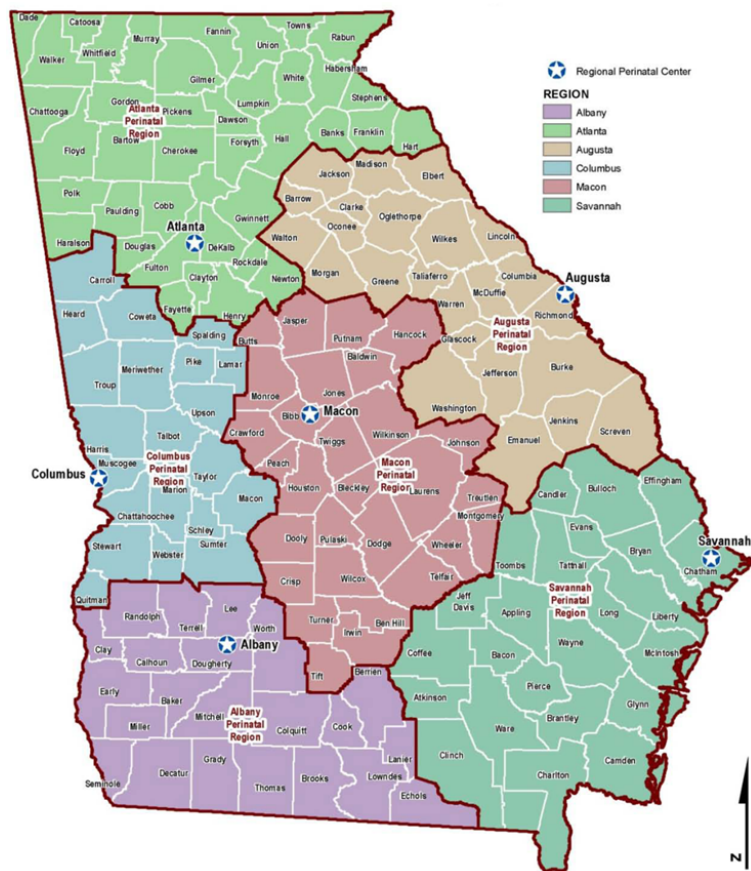 Dade
Catoosa
Fannin
Towns
Rabun
Murray
Union
Whitfield
Walker
Gilmer
White
Habersham
Chattooga
Gordon
Pickens
Lumpkin
Stephens
Atlanta
Perinatal
Region
Dawson
Banks
Franklin
Hart
Bartow
Cherokee
Forsyth
Hall
Floyd
Polk
Paulding
Cobb
Gwinnett
Haralson
Douglas
Atlanta
DeKalb
Fulton
Rockdale
Clayton
Newton
Fayette
Henry
Regional Perinatal Center
REGION
Albany
Atlanta
Augusta
Columbus
Macon
Savannah
Madison
Elbert
Jackson
Barrow
Clarke
Oglethorpe
Oconee
Walton
Wilkes
Lincoln
Morgan
Greene
Taliaferro
Columbia
McDuffie
Augusta
Warren
Richmond
Augusta
Perinatal
Region
Glascock
Jefferson
Burke
Washington
Jenkins
Emanuel
Screven
Carroll
Heard
Coweta
Spalding
Meriwether
Pike
Lamar
Troup
Upson
Talbot
Harris
Muscogee
Columbus
Columbus
Perinatal
Region
Taylor
Marion
Macon
Chattahoochee
Schley
Stewart
Webster
Sumter
Quitman
Jasper
Butts
Putnam
Hancock
Baldwin
Monroe
Jones
Bibb
Macon
Crawford
Twiggs
Wilkinson
Johnson
Peach
Macon
Perinatal
Region
Houston
Bleckley
Laurens
Treutlen
Montgomery
Dooly
Pulaski
Dodge
Wheeler
Crisp
Wilcox
Telfair
Turner
Ben Hill
Irwin
Tift
Randolph
Lee
Terrell
Worth
Clay
Calhoun
Dougherty
Albany
Berrien
Early
Baker
Mitchell
Albany
Perinatal
Region
Colquitt
Cook
Miller
Lanier
Seminole
Decatur
Grady
Thomas
Brooks
Lowndes
Echols
Effingham
Candler
Bulloch
Evans
Savannah
Bryan
Chatham
Toombs
Tatthall
Savannah
Perinatal
Region
Jeff
Davis
Appling
Long
Liberty
Coffee
Wayne
McIntosh
Bacon
Atkinson
Pierce
Glynn
Ware
Brantley
Clinch
Camden
Charlton
N